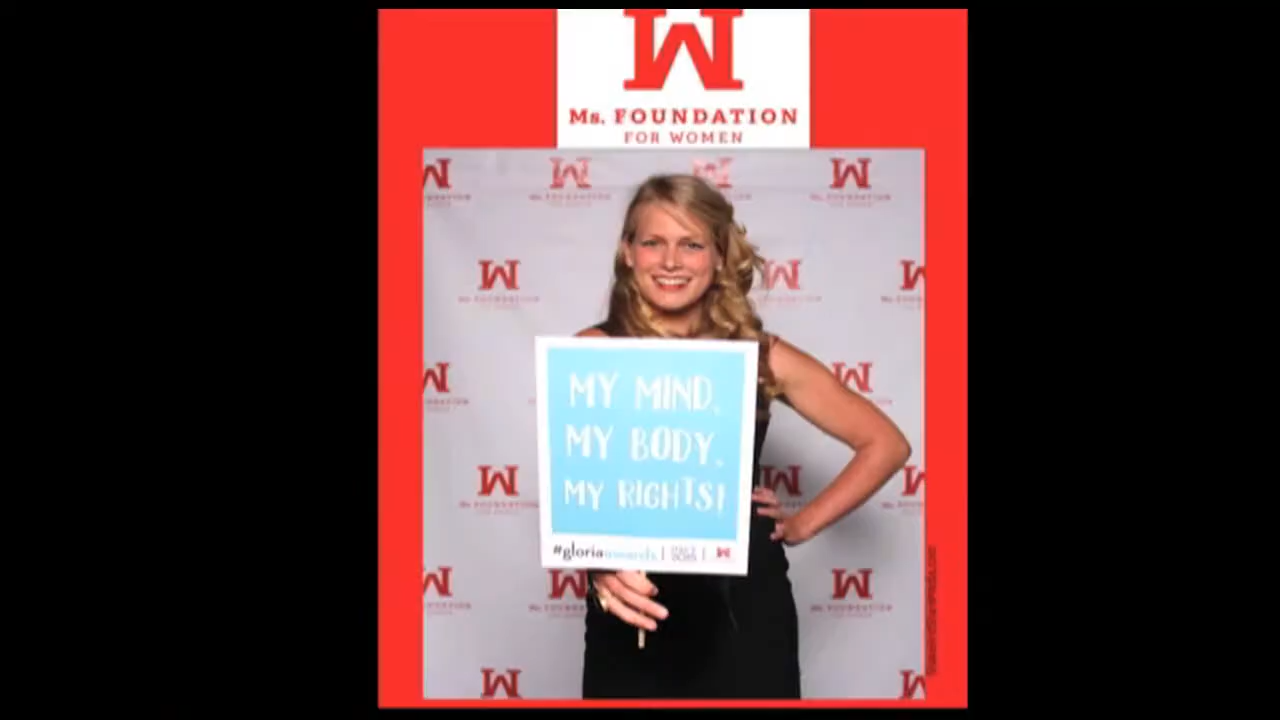 Ms. FOUNDATION
FOR WOMEN
MY MIND.
MY BODY.
MY RIGHTS!
#gloriaawards